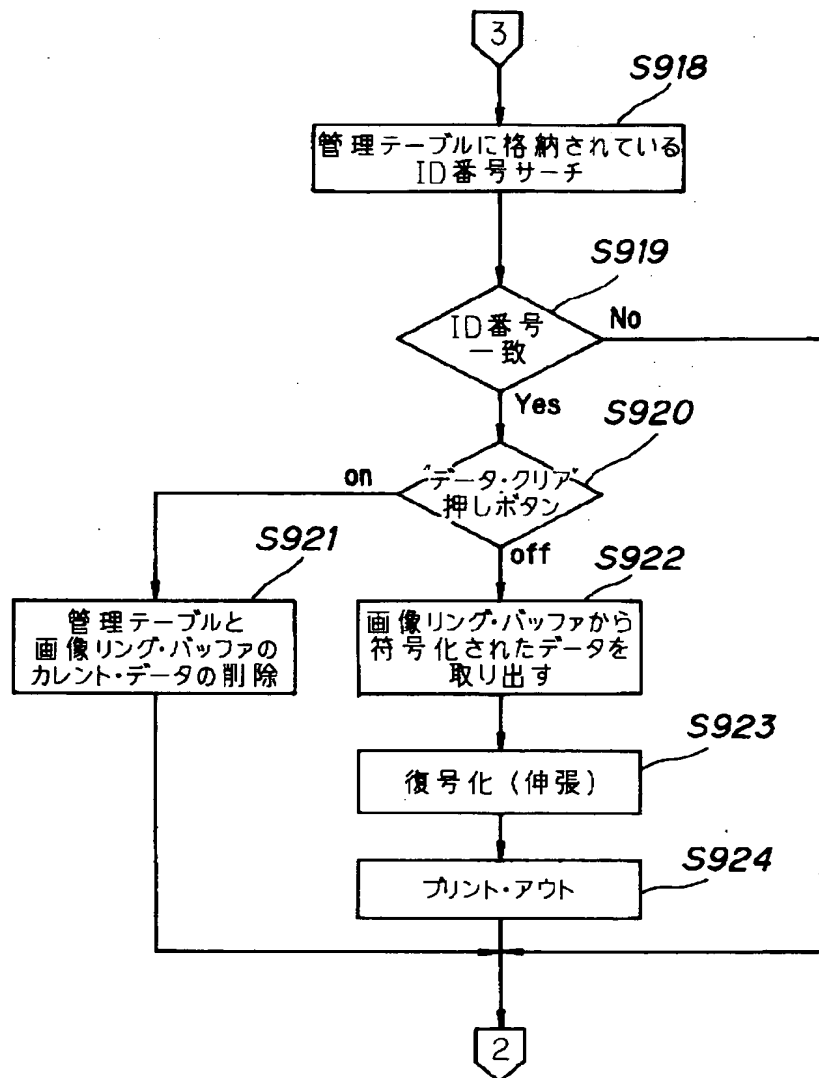 3
S918
管理テーブルに格納されている
ID番号サーチ
S919
ID番号
一致
No
Yes
S920
"データ・クリア"
押しボタン
on
off
S921
管理テーブルと
画像リング・バッファの
カレント・データの削除
S922
画像リング・バッファから
符号化されたデータを
取り出す
S923
復号化（伸張）
S924
プリント・アウト
2